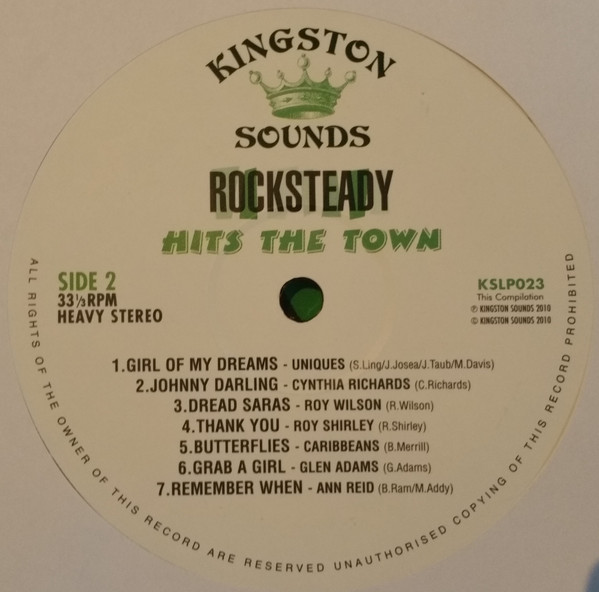 KINGSTON
SOUNDS
ROCKSTEADY
HITS THE TOWN
SIDE 2
33⅓RPM
HEAVY STEREO
KSLP023
This Compilation
℗ KINGSTON SOUNDS 2010
© KINGSTON SOUNDS 2010
1.GIRL OF MY DREAMS - UNIQUES (S.Ling/J.Josea/J.Taub/M.Davis)
2.JOHNNY DARLING - CYNTHIA RICHARDS (C.Richards)
3.DREAD SARAS - ROY WILSON (R.Wilson)
4.THANK YOU - ROY SHIRLEY (R.Shirley)
5.BUTTERFLIES - CARIBBEANS (B.Merrill)
6.GRAB A GIRL - GLEN ADAMS (G.Adams)
7.REMEMBER WHEN - ANN REID (B.Ram/M.Addy)
ALL RIGHTS OF THE OWNER OF THIS RECORD ARE RESERVED UNAUTHORISED COPYING OF THIS RECORD PROHIBITED